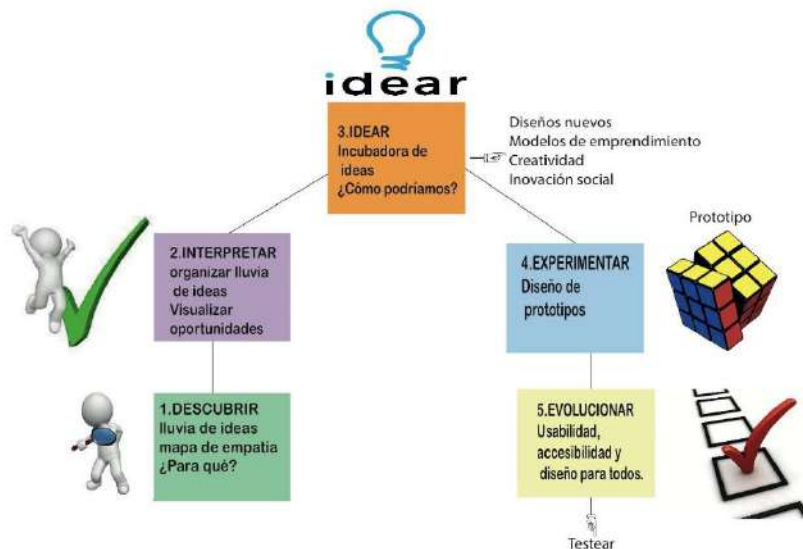 idear
3.IDEAR
Incubadora de
ideas
¿Cómo podríamos?
Diseños nuevos
Modelos de emprendimiento
Creatividad
Inovación social
2.INTERPRETAR
organizar lluvia
de ideas
Visualizar
oportunidades
1.DESCUBRIR
lluvia de ideas
mapa de empatia
¿Para què?
Prototipo
4.EXPERIMENTAR
Diseño de
prototipos
5.EVOLUCIONAR
Usabilidad,
accesibilidad y
diseño para todos.
Testear